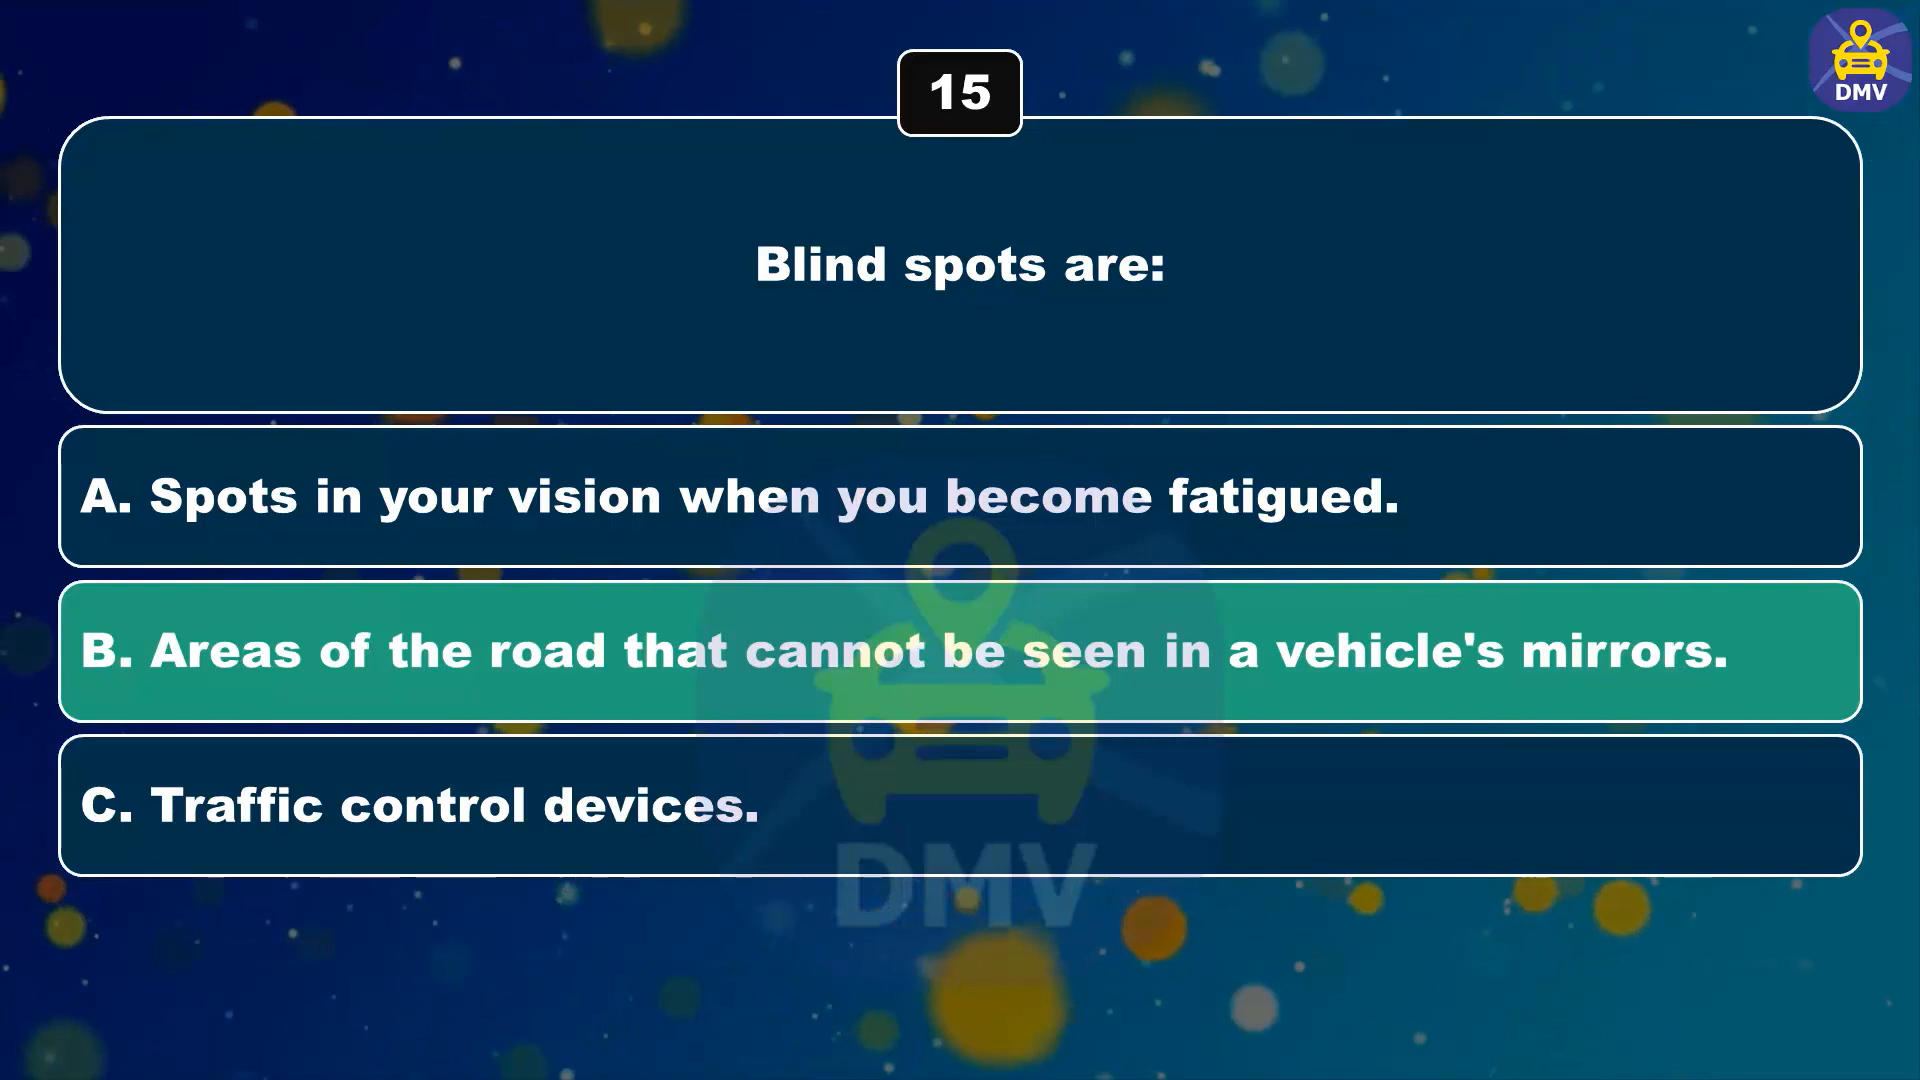 DMV
15
Blind spots are:
A. Spots in your vision when you become fatigued.
B. Areas of the road that cannot be seen in a vehicle's mirrors.
C. Traffic control devices.
DMV